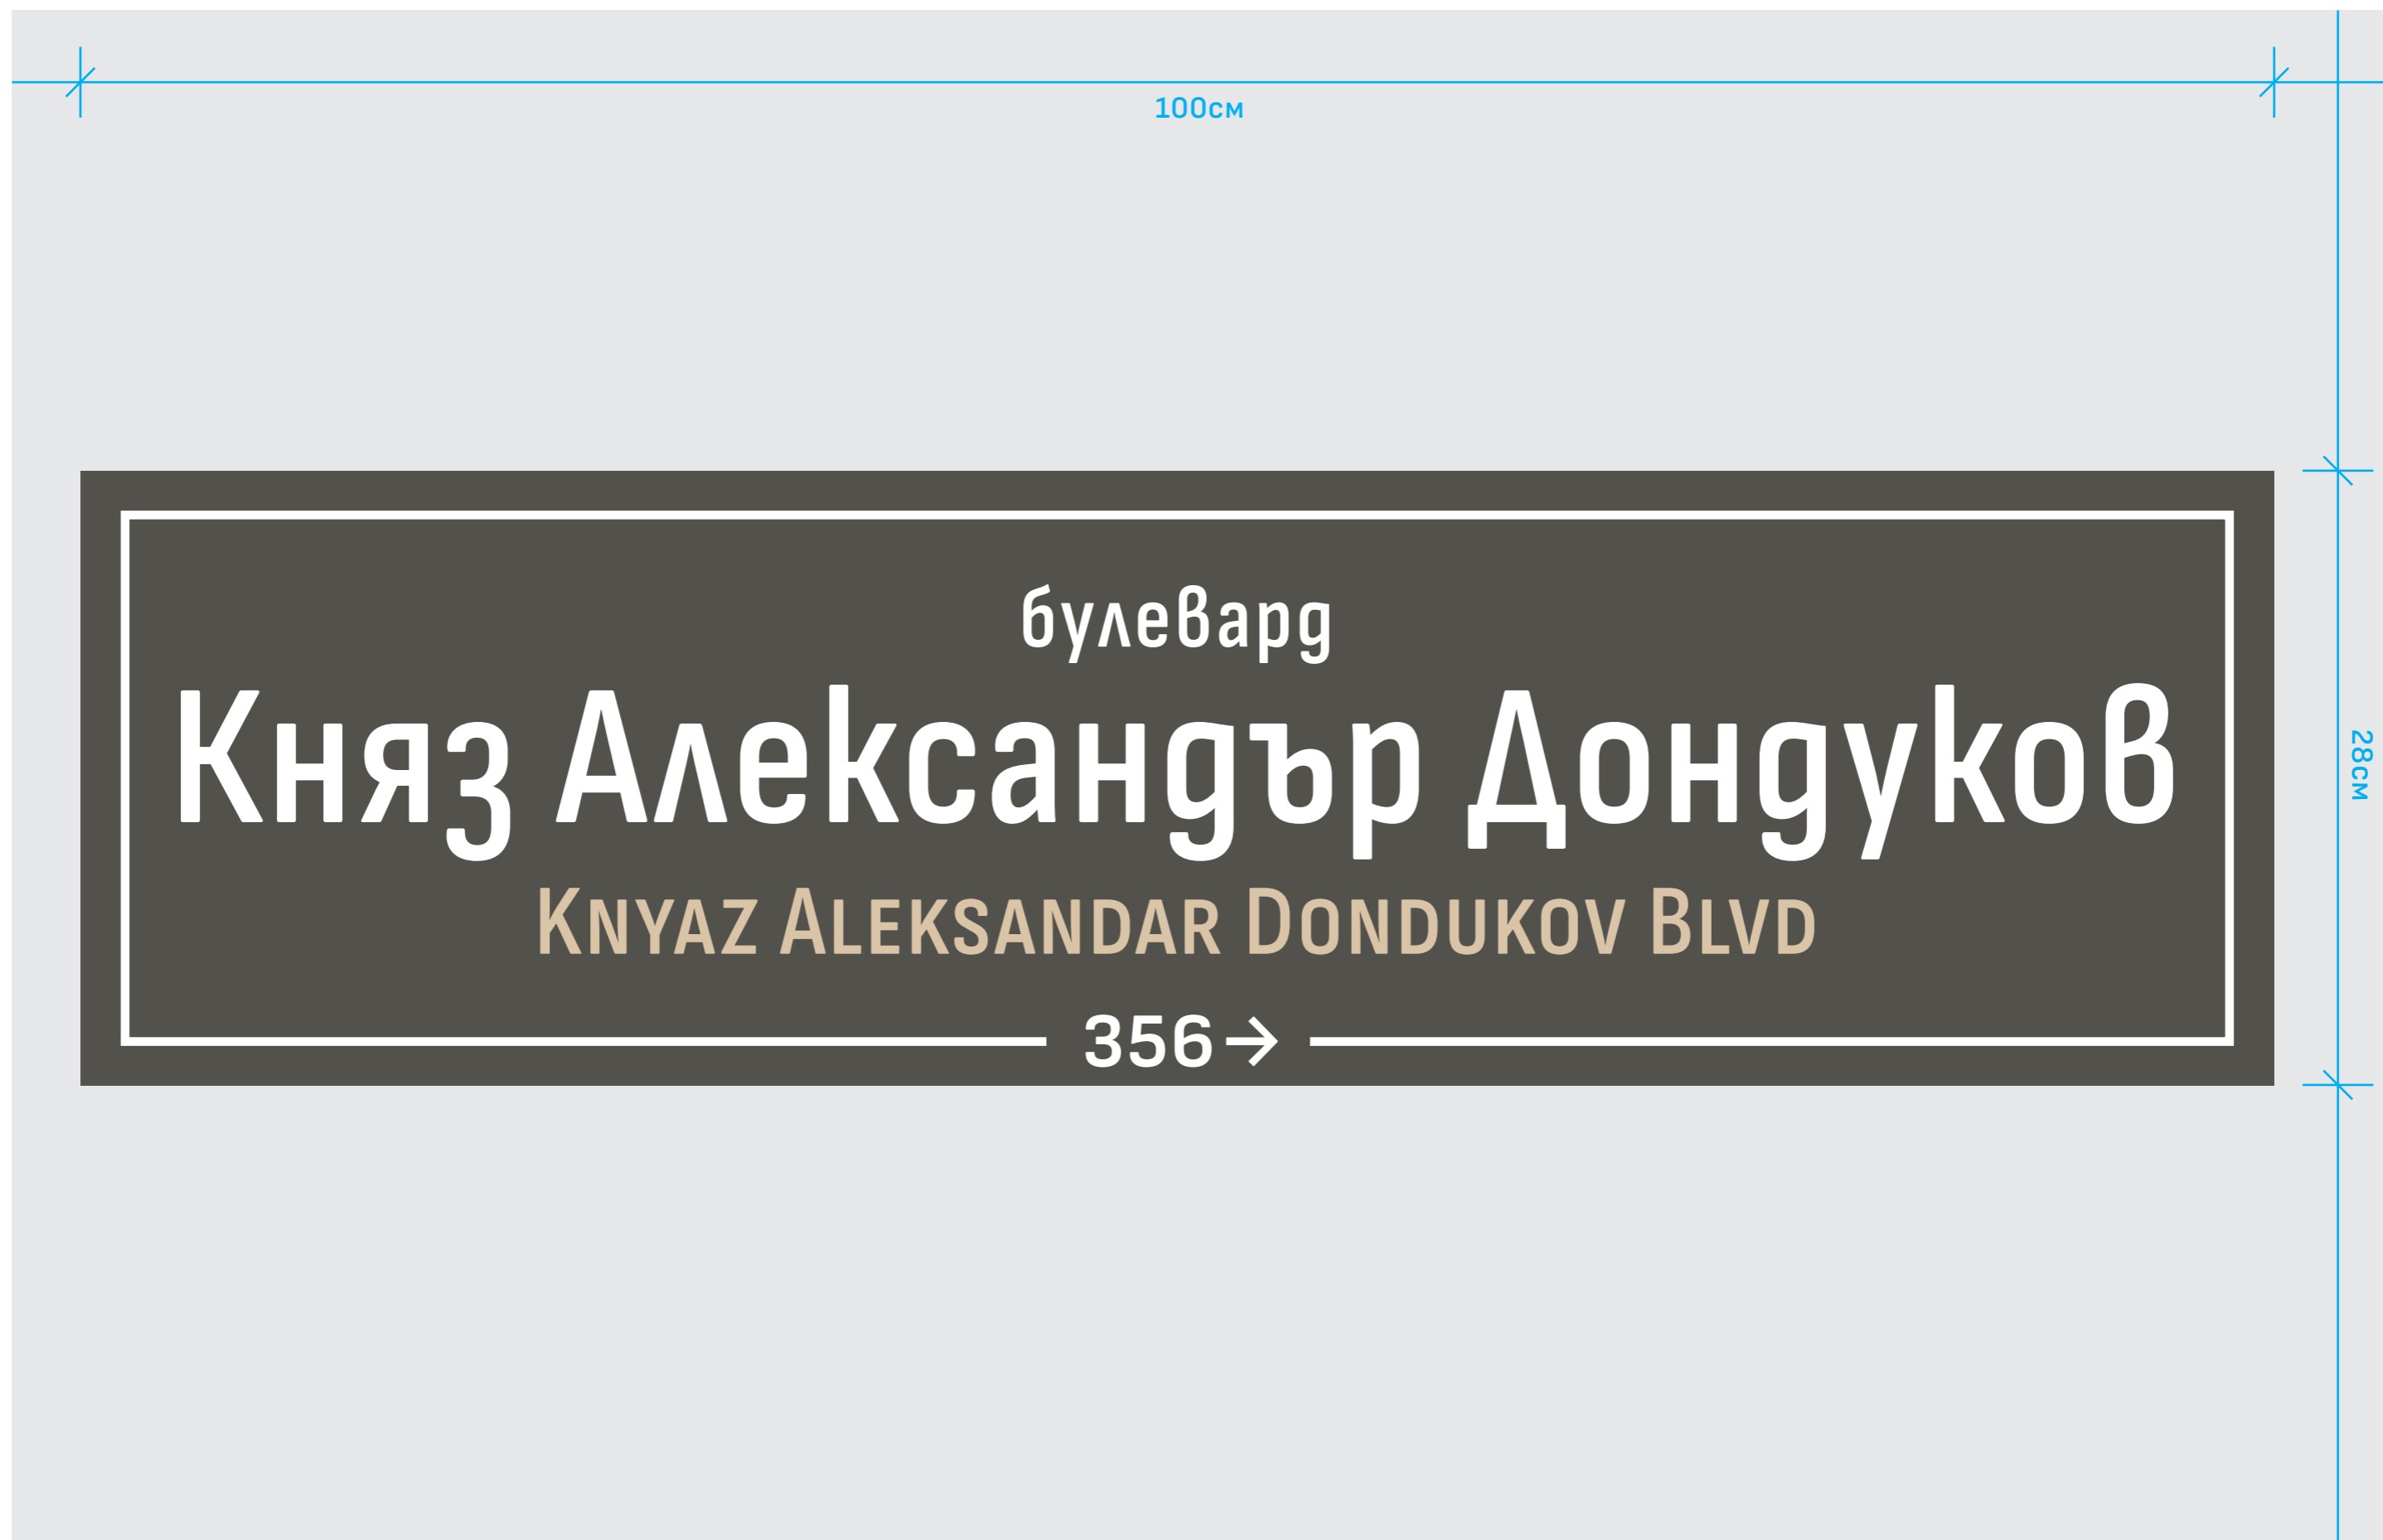 100см
булевард
Княз Александър Дондуков
28см
Knyaz Aleksandar Dondukov Blvd
356→